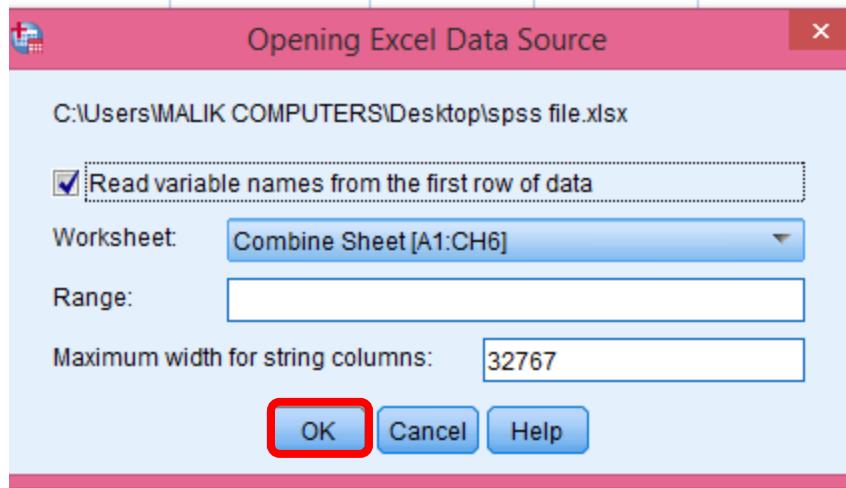 Opening Excel Data Source
C:\Users\MALIK COMPUTERS\Desktop\spss file.xlsx
Read variable names from the first row of data
Worksheet: Combine Sheet [A1:CH6]
Range:
Maximum width for string columns: 32767
OK Cancel Help